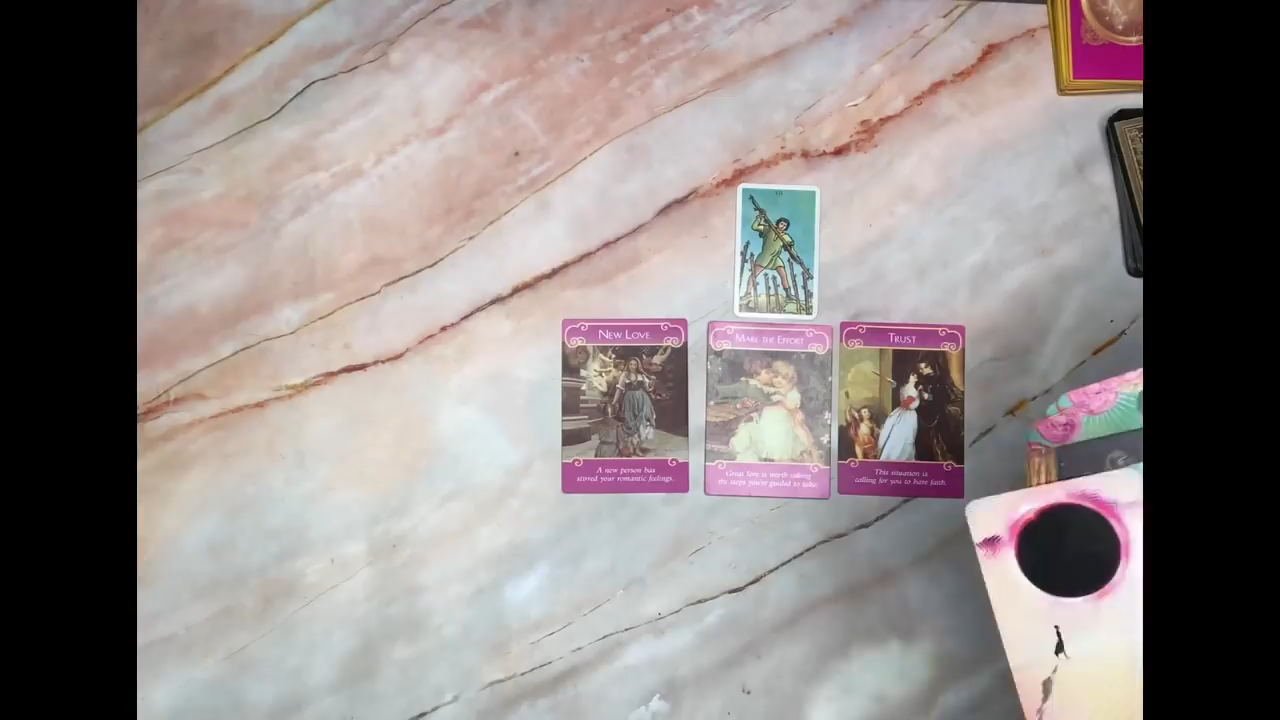 VII
NEW LOVE
A new person has
stirred your romantic feelings.
MAKE THE EFFORT
Great love is worth taking
the steps you're guided to take.
TRUST
This situation is
calling for you to have faith.